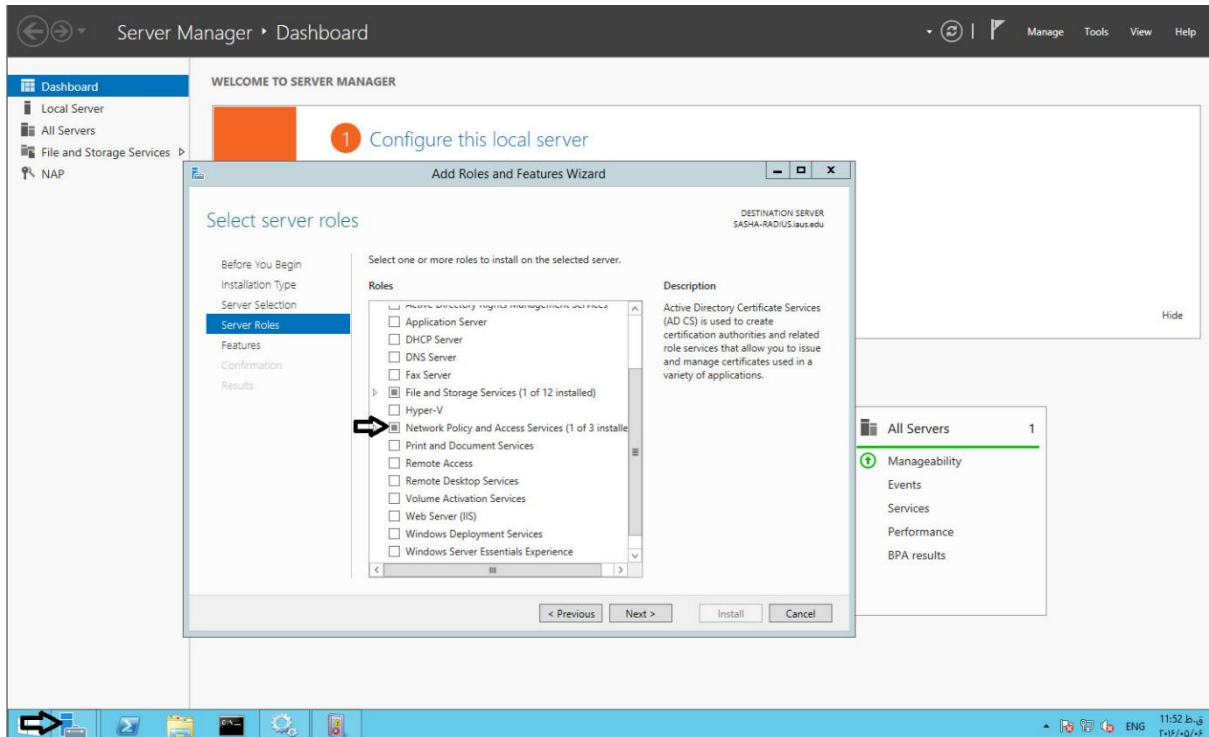 Server Manager ‣ Dashboard
Manage Tools View Help
Dashboard
Local Server
All Servers
File and Storage Services
NAP
WELCOME TO SERVER MANAGER
1 Configure this local server
Hide
Add Roles and Features Wizard
Select server roles
DESTINATION SERVER
SASHA-RADIUS.iaus.edu
Before You Begin
Installation Type
Server Selection
Server Roles
Features
Confirmation
Results
Select one or more roles to install on the selected server.
Roles
Active Directory Rights Management Services
Application Server
DHCP Server
DNS Server
Fax Server
File and Storage Services (1 of 12 installed)
Hyper-V
Network Policy and Access Services (1 of 3 installe
Print and Document Services
Remote Access
Remote Desktop Services
Volume Activation Services
Web Server (IIS)
Windows Deployment Services
Windows Server Essentials Experience
Description
Active Directory Certificate Services
(AD CS) is used to create
certification authorities and related
role services that allow you to issue
and manage certificates used in a
variety of applications.
< Previous Next > Install Cancel
All Servers 1
Manageability
Events
Services
Performance
BPA results
ENG
11:52 ق.ظ
۲۰۱۶/۰۵/۰۶